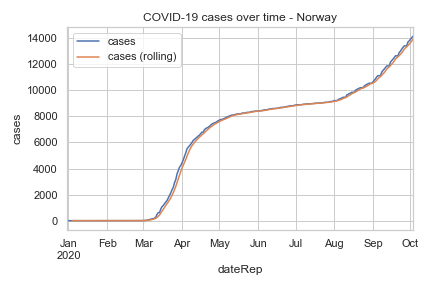 COVID-19 cases over time - Norway
cases
cases (rolling)
14000
12000
10000
8000
6000
4000
2000
0
cases
Jan Feb Mar Apr May Jun Jul Aug Sep Oct
2020
dateRep